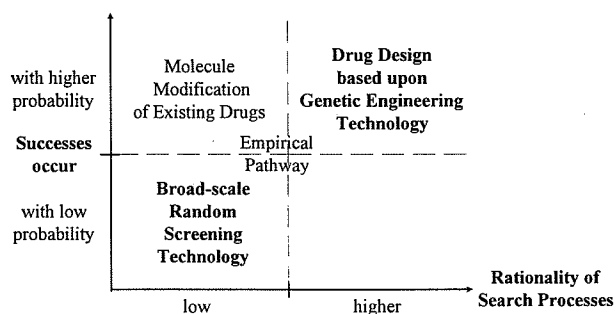 with higher
probability
Molecule
Modification
of Existing Drugs
Drug Design
based upon
Genetic Engineering
Technology
Successes
occur
Empirical
Pathway
with low
probability
Broad-scale
Random
Screening
Technology
low
higher
Rationality of
Search Processes